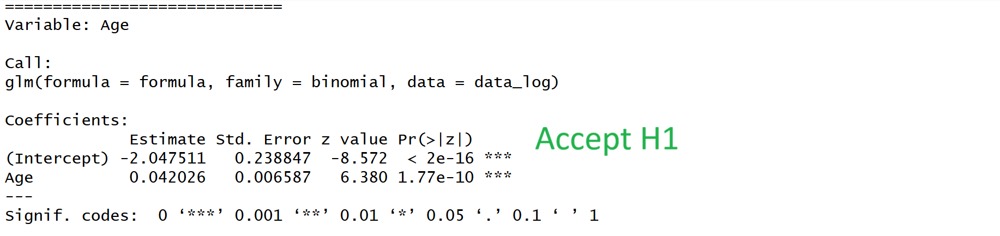 =============================
Variable: Age
Call:
glm(formula = formula, family = binomial, data = data_log)
Coefficients:
Estimate Std. Error z value Pr(>|z|)
Accept H1
(Intercept) -2.047511 0.238847 -8.572 < 2e-16 ***
Age 0.042026 0.006587 6.380 1.77e-10 ***
---
Signif. codes: 0 ‘***’ 0.001 ‘**’ 0.01 ‘*’ 0.05 ‘.’ 0.1 ‘ ’ 1